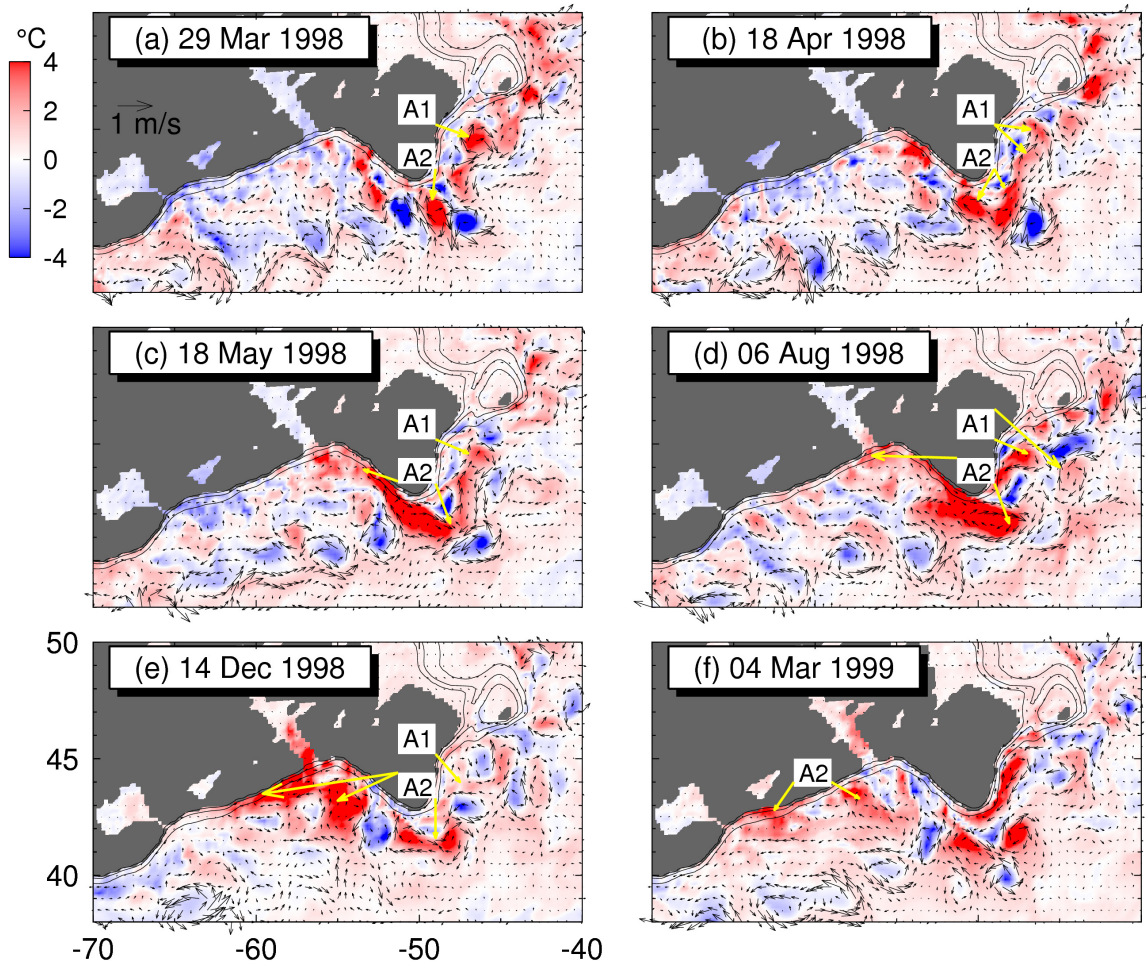 °C
4
2
0
-2
-4
(a) 29 Mar 1998
1 m/s
A1
A2
(b) 18 Apr 1998
A1
A2
(c) 18 May 1998
A1
A2
(d) 06 Aug 1998
A1
A2
50
45
40
(e) 14 Dec 1998
A1
A2
-70
-60
-50
-40
(f) 04 Mar 1999
A2